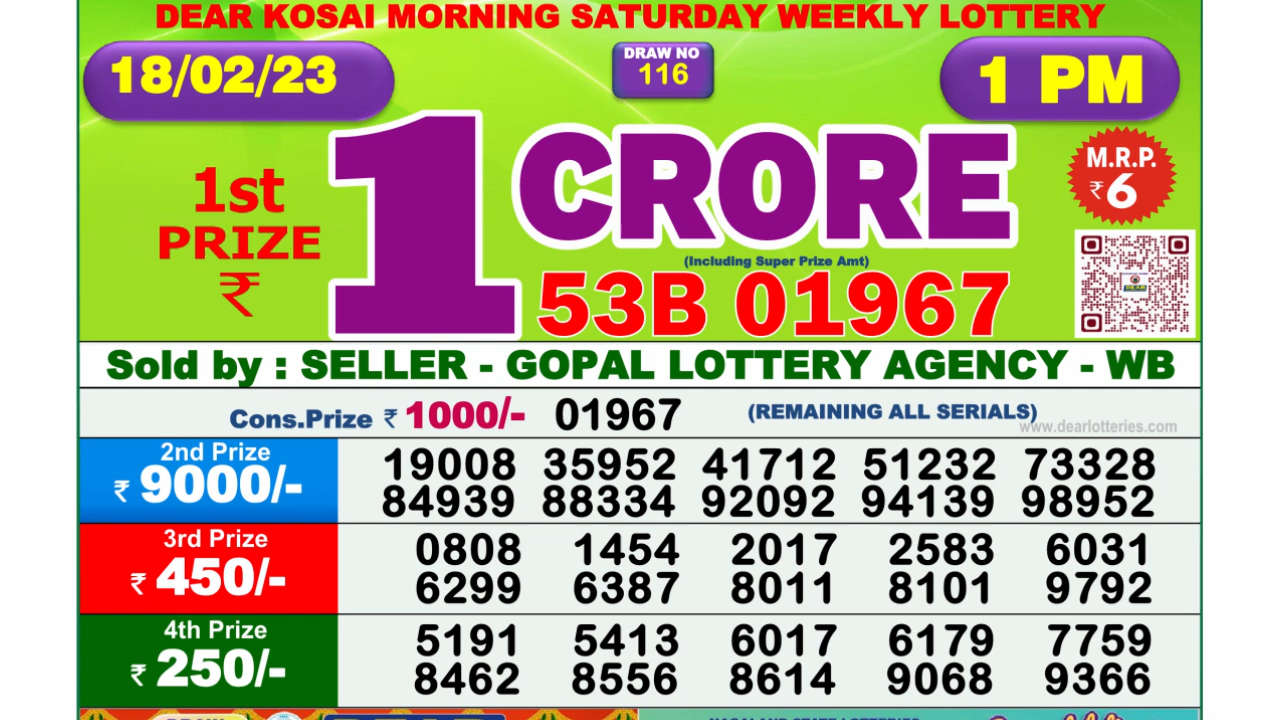 DEAR KOSAI MORNING SATURDAY WEEKLY LOTTERY
18/02/23
DRAW NO
116
1 PM
1st
PRIZE
₹
1 CRORE
M.R.P.
₹6
(Including Super Prize Amt)
53B 01967
Sold by : SELLER - GOPAL LOTTERY AGENCY - WB
Cons.Prize ₹ 1000/- 01967 (REMAINING ALL SERIALS)
www.dearlotteries.com
2nd Prize
₹ 9000/-
19008 35952 41712 51232 73328
84939 88334 92092 94139 98952
3rd Prize
₹ 450/-
0808 1454 2017 2583 6031
6299 6387 8011 8101 9792
4th Prize
₹ 250/-
5191 5413 6017 6179 7759
8462 8556 8614 9068 9366